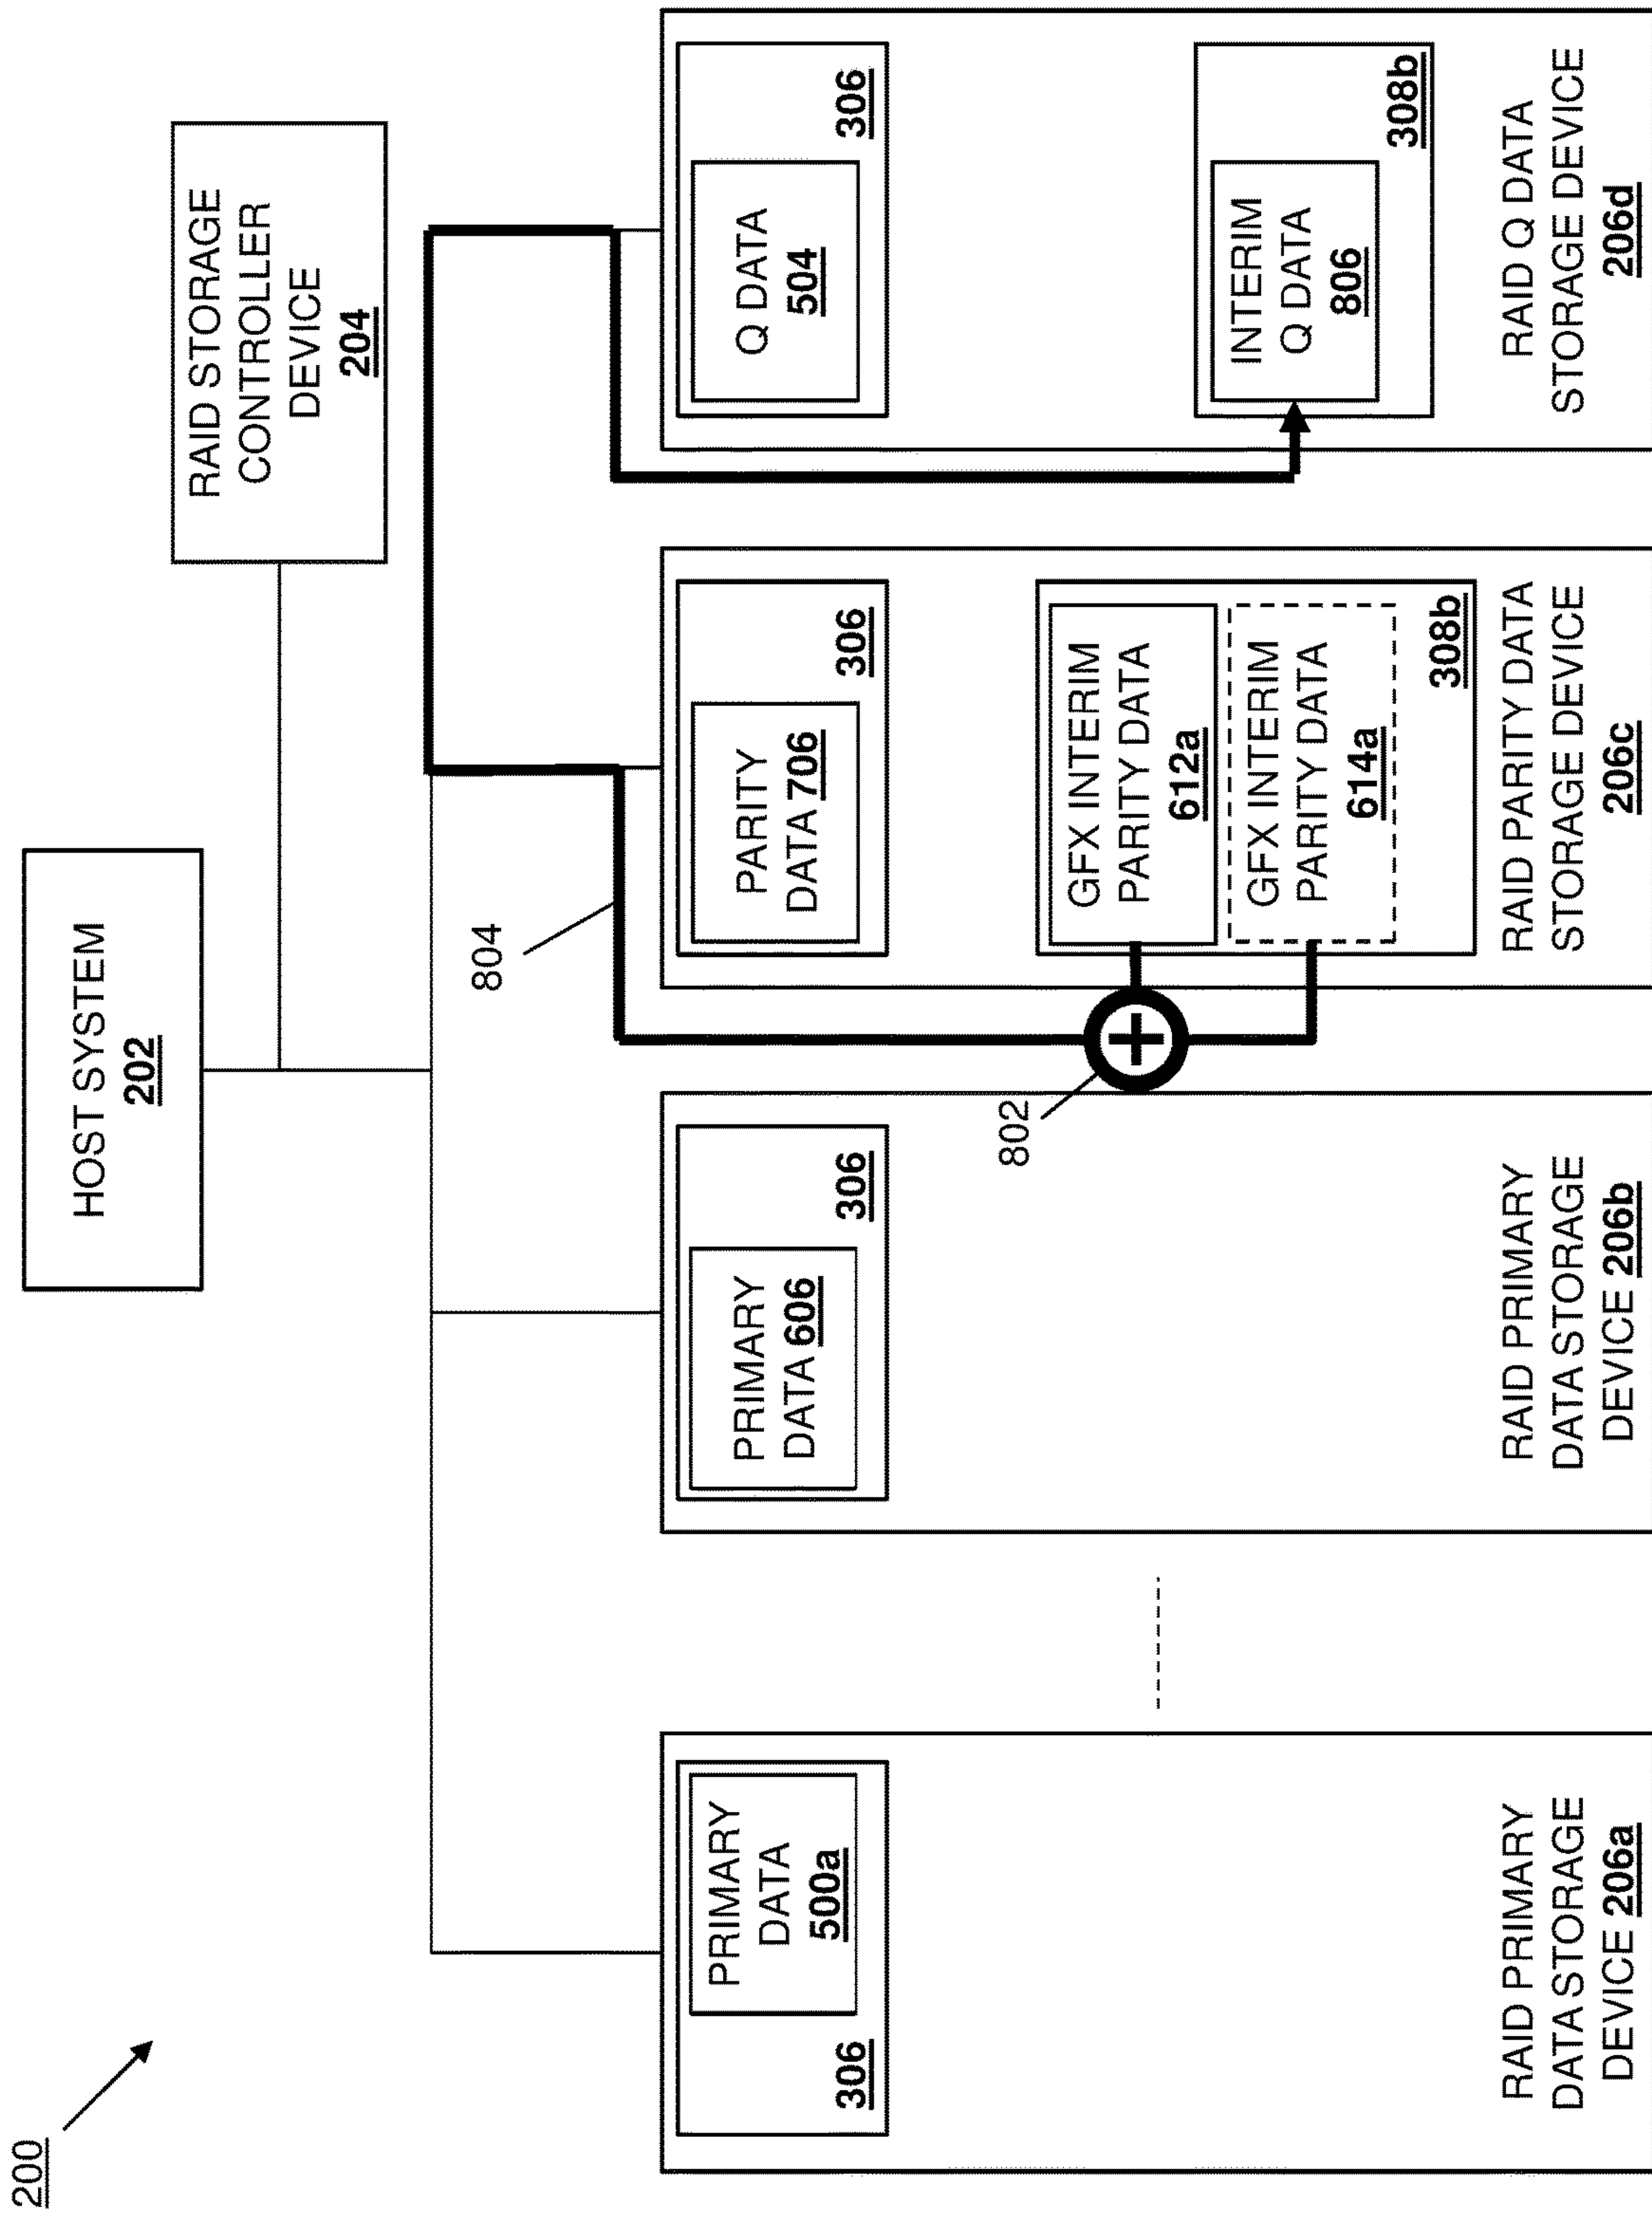 200
HOST SYSTEM
202
RAID STORAGE
CONTROLLER
DEVICE
204
804
802
PRIMARY
DATA
500a
306
RAID PRIMARY
DATA STORAGE
DEVICE 206a
PRIMARY
DATA 606
306
RAID PRIMARY
DATA STORAGE
DEVICE 206b
PARITY
DATA 706
306
GFX INTERIM
PARITY DATA
612a
GFX INTERIM
PARITY DATA
614a
308b
RAID PARITY DATA
STORAGE DEVICE
206c
Q DATA
504
306
INTERIM
Q DATA
806
308b
RAID Q DATA
STORAGE DEVICE
206d